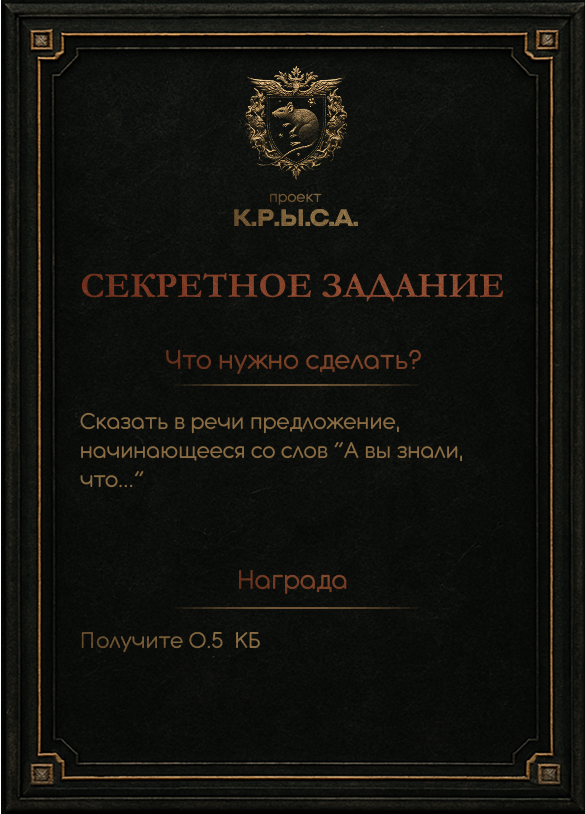 проект
К.Р.Ы.С.А.
СЕКРЕТНОЕ ЗАДАНИЕ
Что нужно сделать?
Сказать в речи предложение,
начинающееся со слов “А вы знали,
что...“
Награда
Получите 0.5 КБ